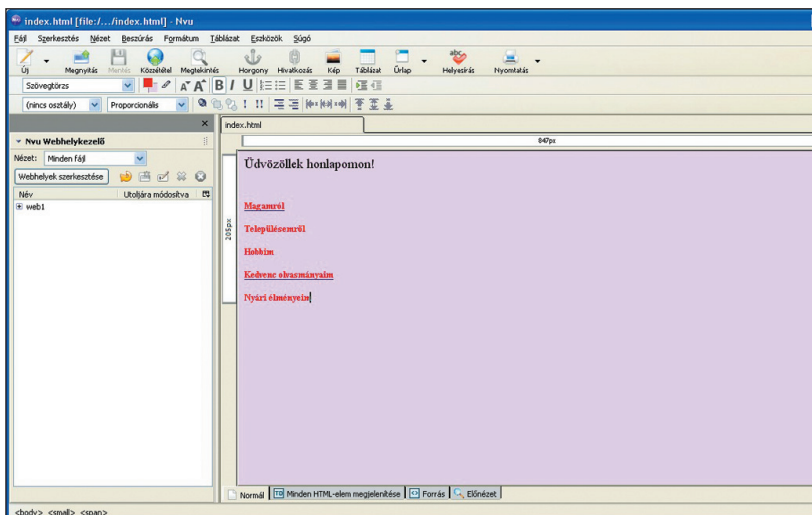 index.html [file:/.../index.html] - Nvu
Fájl Szerkesztés Nézet Beszúrás Formátum Táblázat Eszközök Súgó
Új Megnyitás Mentés Közzététel Megtekintés Horgony Hivatkozás Kép Táblázat Űrlap Helyesírás Nyomtatás
Szövegtörzs A A B I U
(nincs osztály) Proporcionális ! !!
index.html
Nvu Webhelykezelő
847px
Nézet: Minden fájl
Üdvözöllek honlapomon!
Webhelyek szerkesztése
Név Utoljára módosítva
web1
Magamról
205px
Településemről
Hobbim
Kedvenc olvasmányaim
Nyári élményeim
Normál Minden HTML-elem megjelenítése Forrás Előnézet
<body> <small> <span>